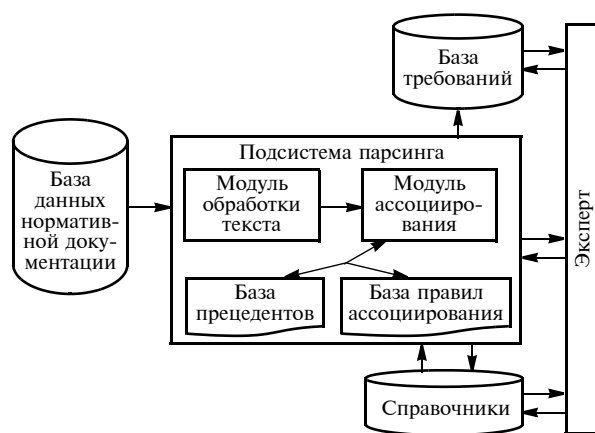 База
требований
Подсистема парсинга
База
данных
норматив-
ной доку-
ментации
Модуль
обработки
текста
Модуль
ассоцииро-
вания
База
прецедентов
База правил
ассоциирования
Справочники
Эксперт